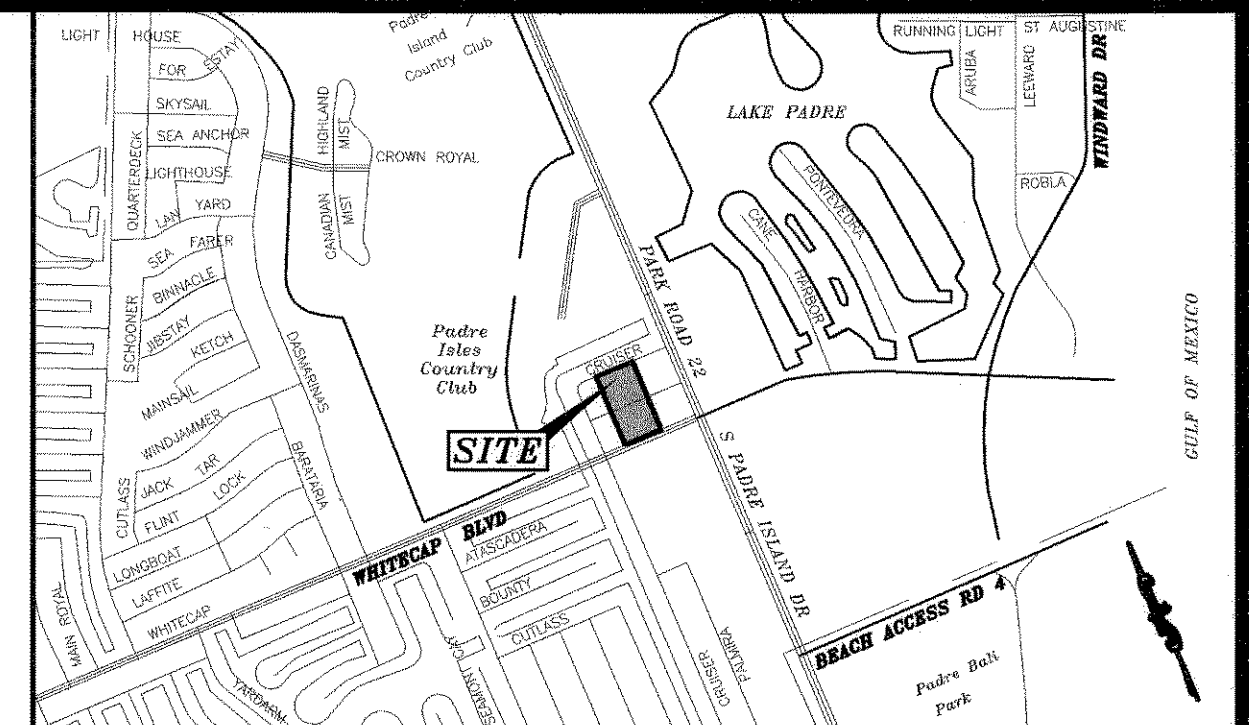 LIGHT HOUSE
FOR
ESTAY
SKYSAIL
SEA ANCHOR
LIGHTHOUSE
QUARTERDECK
LAN YARD
SEA FARER
BINNACLE
JIBSTAY
KETCH
SCHOONER
MAINSAIL
WINDJAMMER
JACK TAR
FLINT LOCK
CUTLASS
LONGBOAT
LAFFITE
WHITECAP
MAIN ROYAL
DASMARINAS
BARATARIA
HIGHLAND MIST
CANADIAN MIST
CROWN ROYAL
Padre
Island
Country Club
Padre
Isles
Country
Club
CRUISER
SITE
WHITECAP BLVD
ATASCADERA
BOUNTY
CUTLASS
YARDARM
CRUISER
PALMIRA
PARK ROAD 22
S PADRE ISLAND DR
LAKE PADRE
PONTEVEDRA
CANE HARBOR
RUNNING LIGHT
ST AUGUSTINE
ARUBA
LEEWARD
WINDWARD DR
ROBLA
GULF OF MEXICO
BEACH ACCESS RD 4
Padre Bali
Park